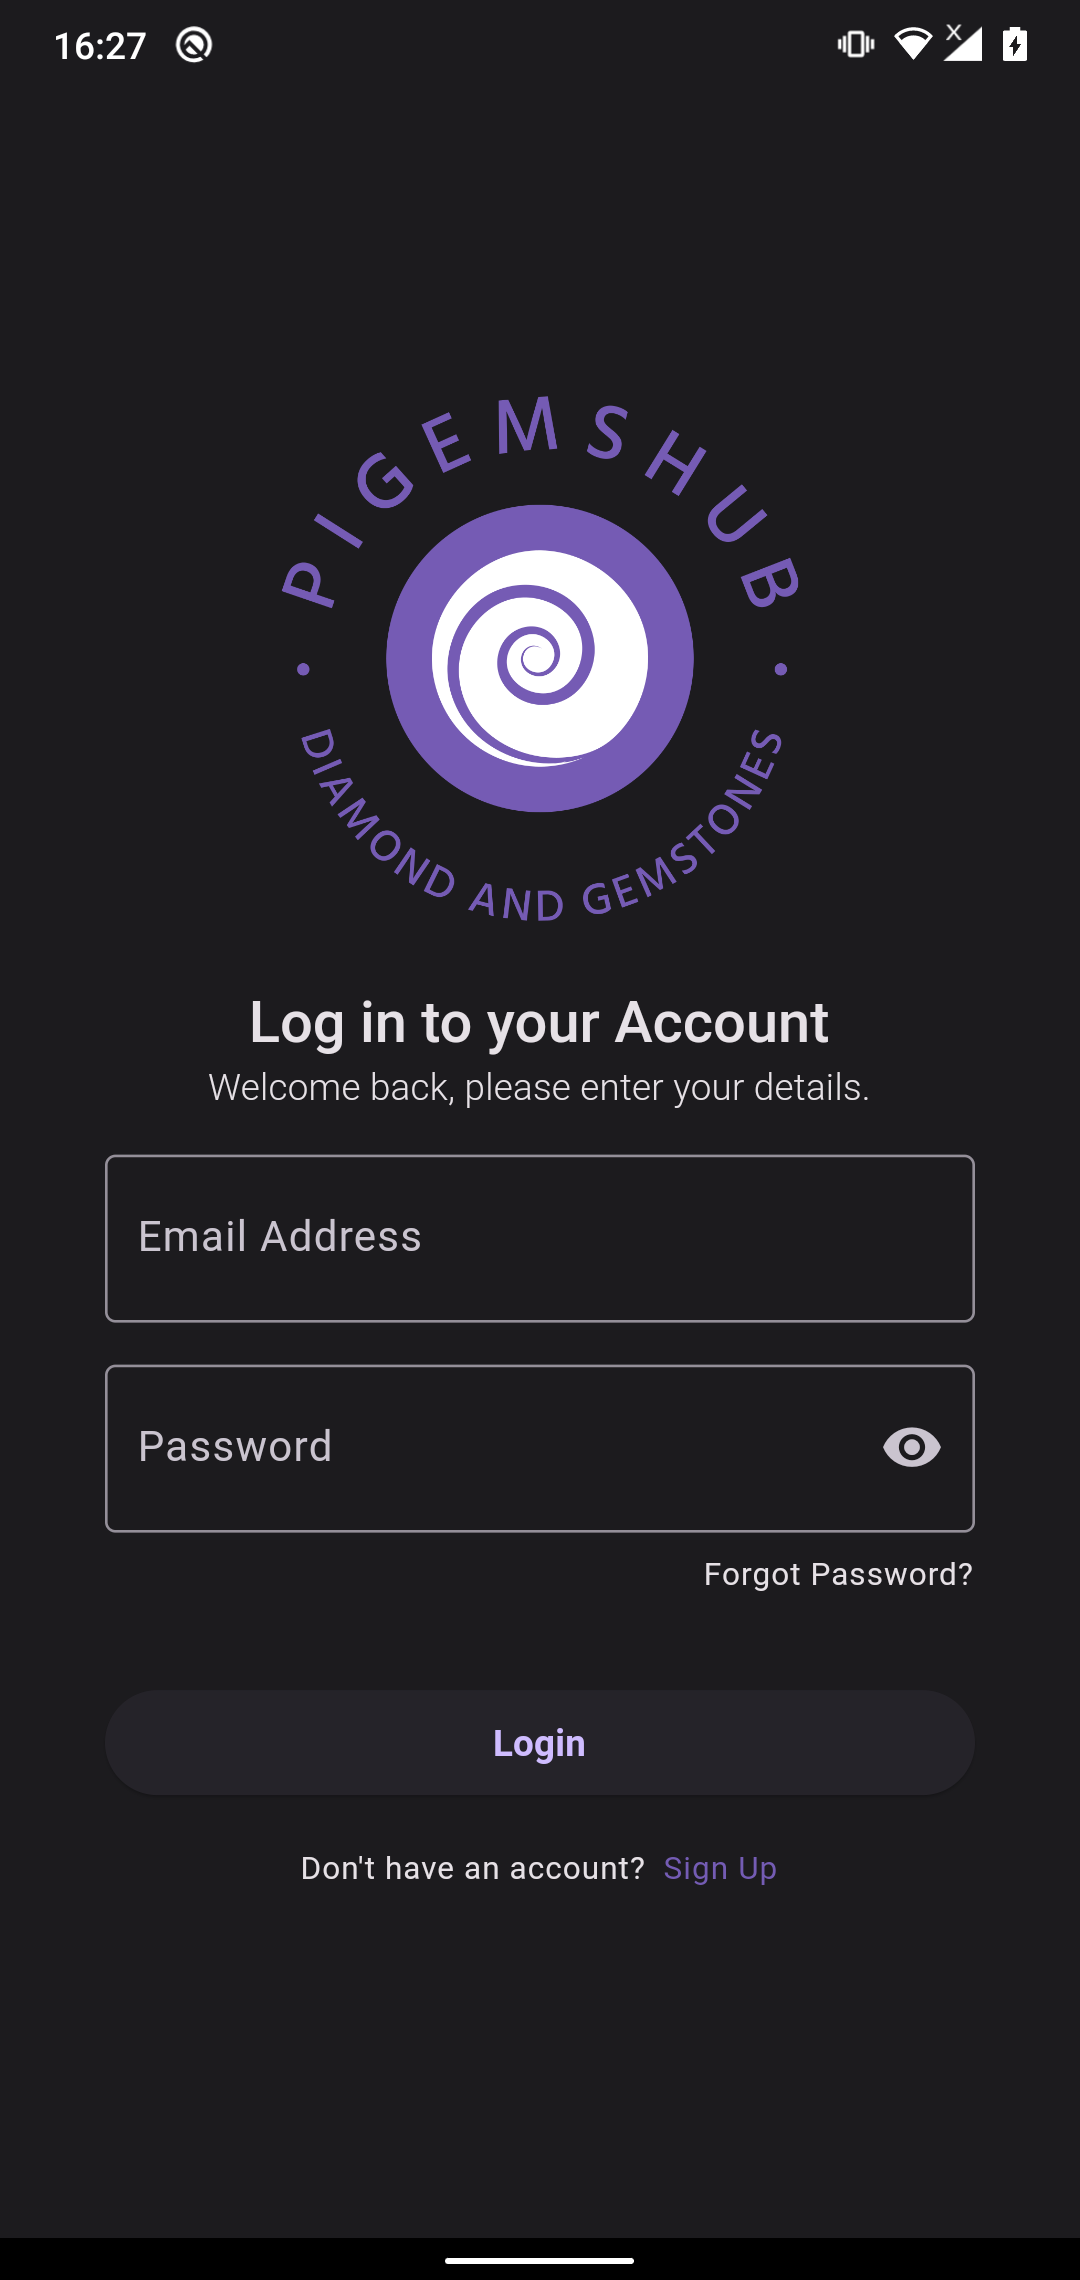 16:27
PIGEMSHUB
DIAMOND AND GEMSTONES
Log in to your Account
Welcome back, please enter your details.
Email Address
Password
Forgot Password?
Login
Don't have an account? Sign Up